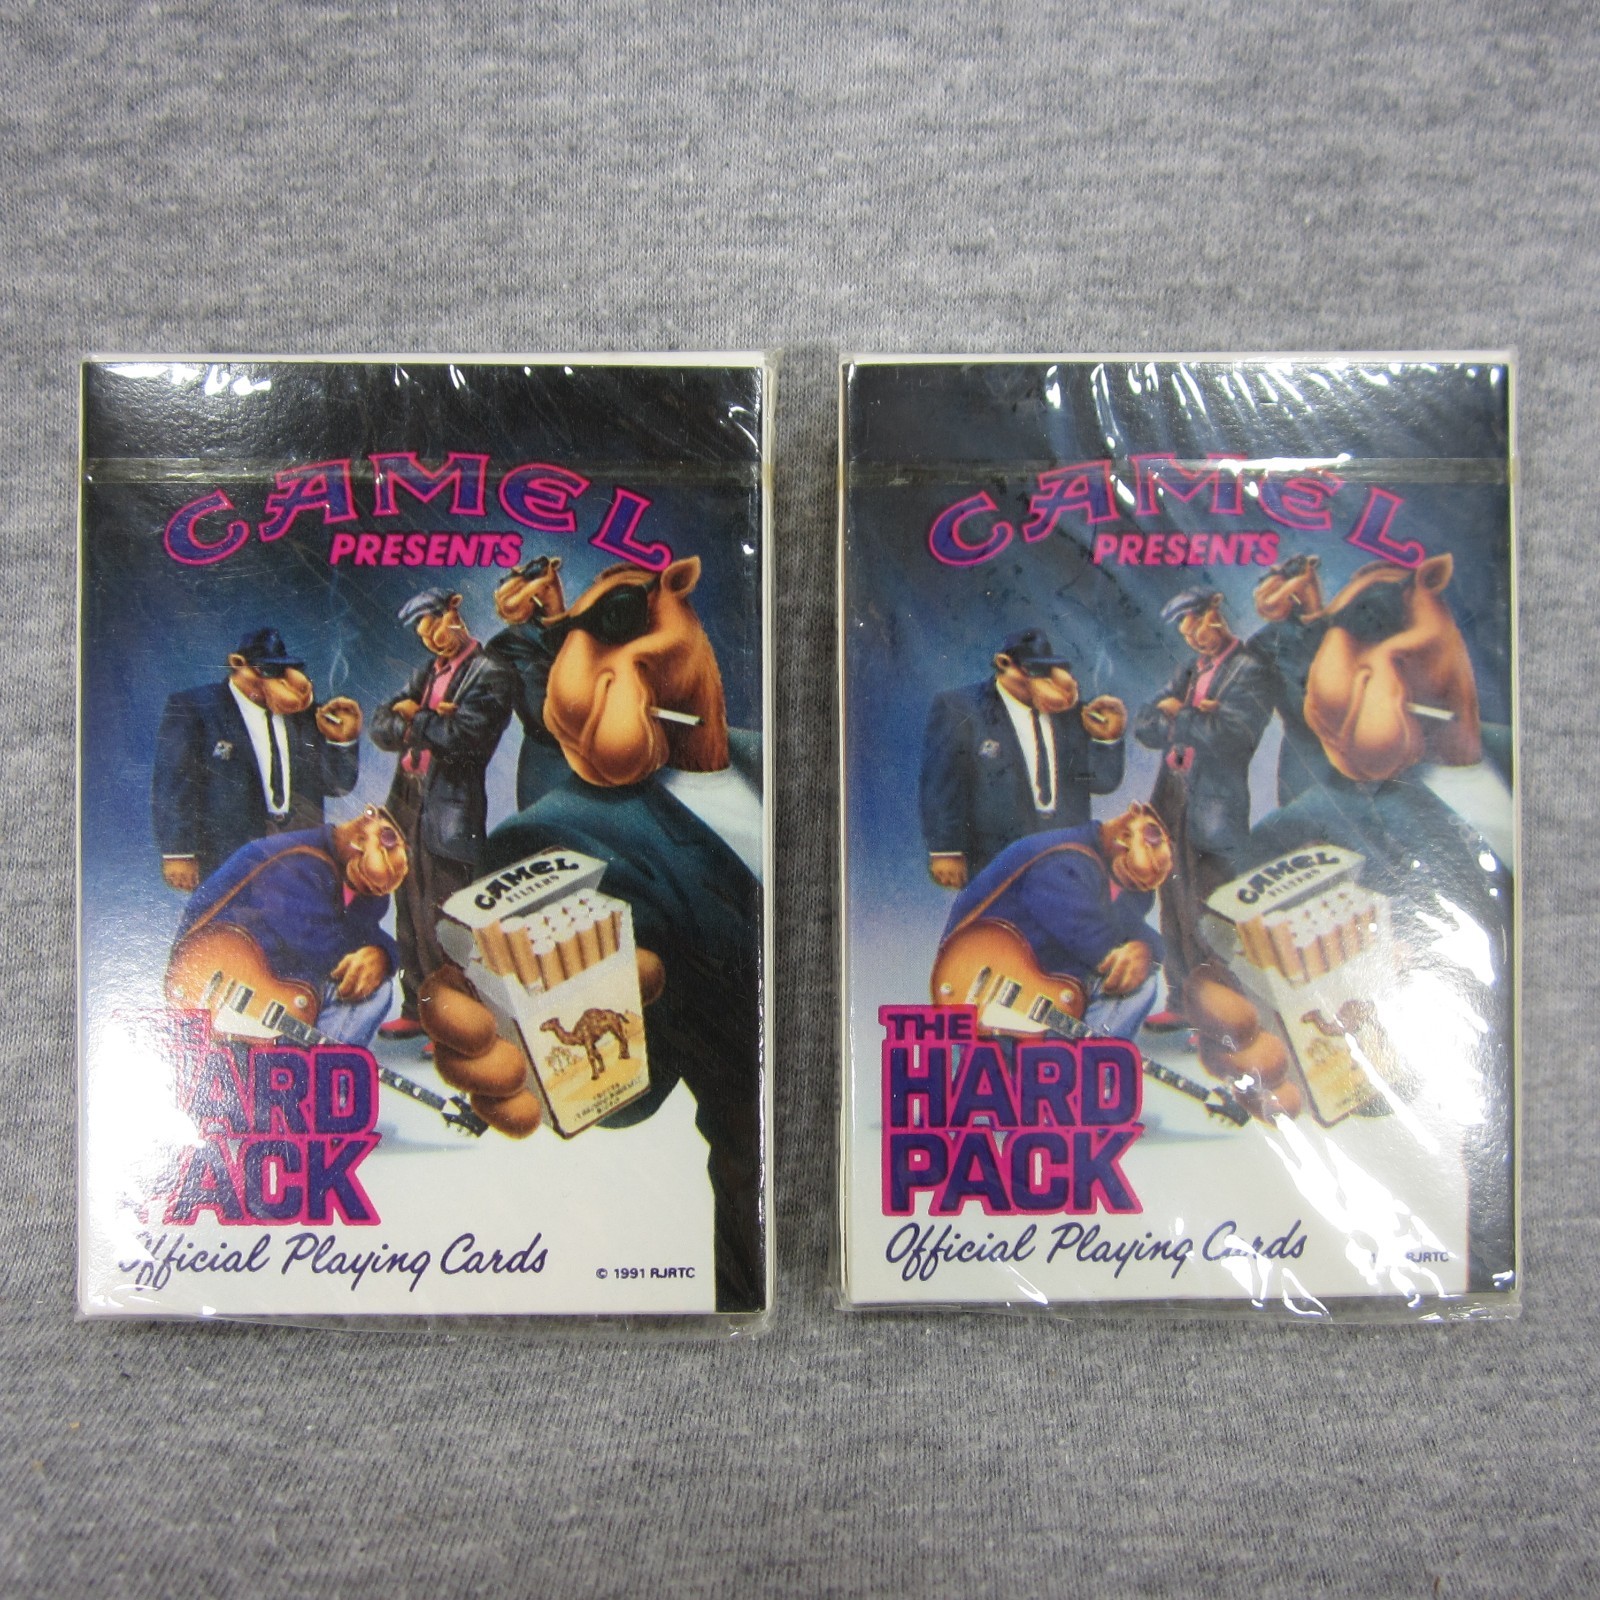 CAMEL
PRESENTS
CAMEL
FILTERS
HARD
PACK
Official Playing Cards
© 1991 RJRTC
CAMEL
PRESENTS
CAMEL
FILTERS
THE
HARD
PACK
Official Playing Cards
RJRTC